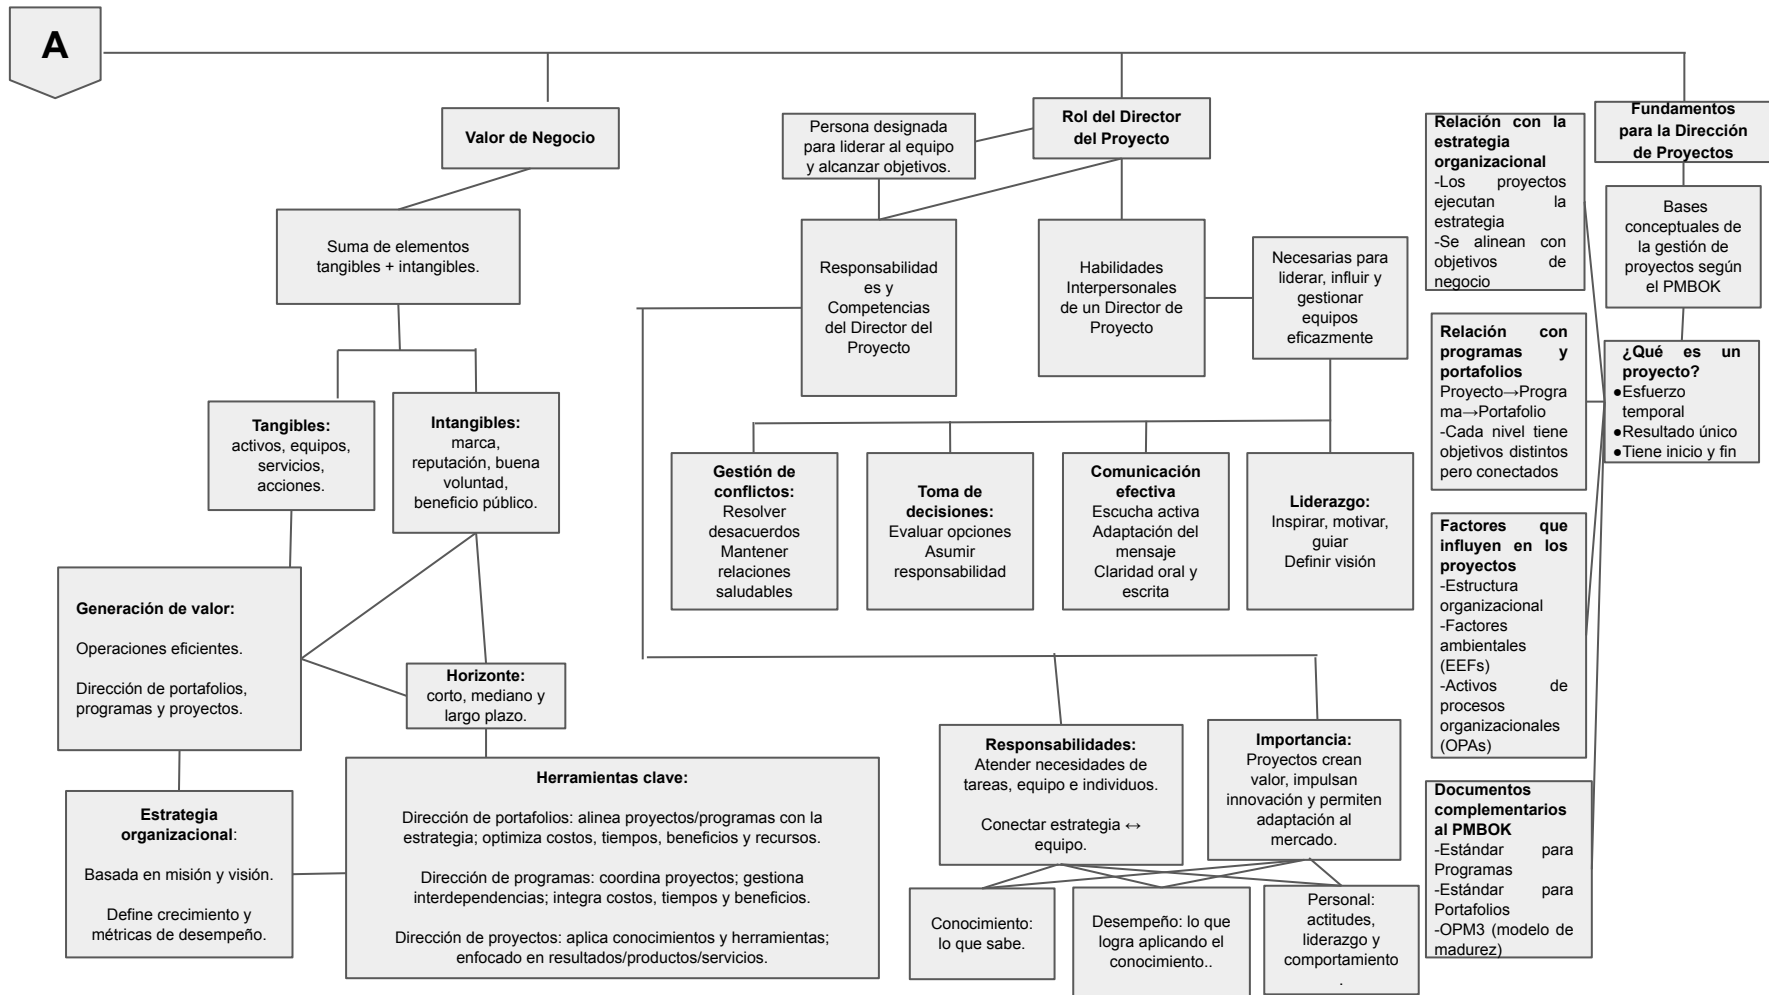 A
Valor de Negocio
Suma de elementos
tangibles + intangibles.
Tangibles:
activos, equipos,
servicios,
acciones.
Intangibles:
marca,
reputación, buena
voluntad,
beneficio público.
Generación de valor:
Operaciones eficientes.
Dirección de portafolios,
programas y proyectos.
Horizonte:
corto, mediano y
largo plazo.
Estrategia
organizacional:
Basada en misión y visión.
Define crecimiento y
métricas de desempeño.
Herramientas clave:
Dirección de portafolios: alinea proyectos/programas con la
estrategia; optimiza costos, tiempos, beneficios y recursos.
Dirección de programas: coordina proyectos; gestiona
interdependencias; integra costos, tiempos y beneficios.
Dirección de proyectos: aplica conocimientos y herramientas;
enfocado en resultados/productos/servicios.
Persona designada
para liderar al equipo
y alcanzar objetivos.
Rol del Director
del Proyecto
Responsabilidad
es y
Competencias
del Director del
Proyecto
Habilidades
Interpersonales
de un Director de
Proyecto
Necesarias para
liderar, influir y
gestionar
equipos
eficazmente
Gestión de
conflictos:
Resolver
desacuerdos
Mantener
relaciones
saludables
Toma de
decisiones:
Evaluar opciones
Asumir
responsabilidad
Comunicación
efectiva
Escucha activa
Adaptación del
mensaje
Claridad oral y
escrita
Liderazgo:
Inspirar, motivar,
guiar
Definir visión
Responsabilidades:
Atender necesidades de
tareas, equipo e individuos.
Conectar estrategia ↔
equipo.
Importancia:
Proyectos crean
valor, impulsan
innovación y permiten
adaptación al
mercado.
Conocimiento:
lo que sabe.
Desempeño: lo que
logra aplicando el
conocimiento..
Personal:
actitudes,
liderazgo y
comportamiento
.
Fundamentos
para la Dirección
de Proyectos
Bases
conceptuales de
la gestión de
proyectos según
el PMBOK
¿Qué es un
proyecto?
●Esfuerzo
temporal
●Resultado único
●Tiene inicio y fin
Relación con la
estrategia
organizacional
-Los proyectos
ejecutan la
estrategia
-Se alinean con
objetivos de
negocio
Relación con
programas y
portafolios
Proyecto→Progra
ma→Portafolio
-Cada nivel tiene
objetivos distintos
pero conectados
Factores que
influyen en los
proyectos
-Estructura
organizacional
-Factores
ambientales
(EEFs)
-Activos de
procesos
organizacionales
(OPAs)
Documentos
complementarios
al PMBOK
-Estándar para
Programas
-Estándar para
Portafolios
-OPM3 (modelo de
madurez)